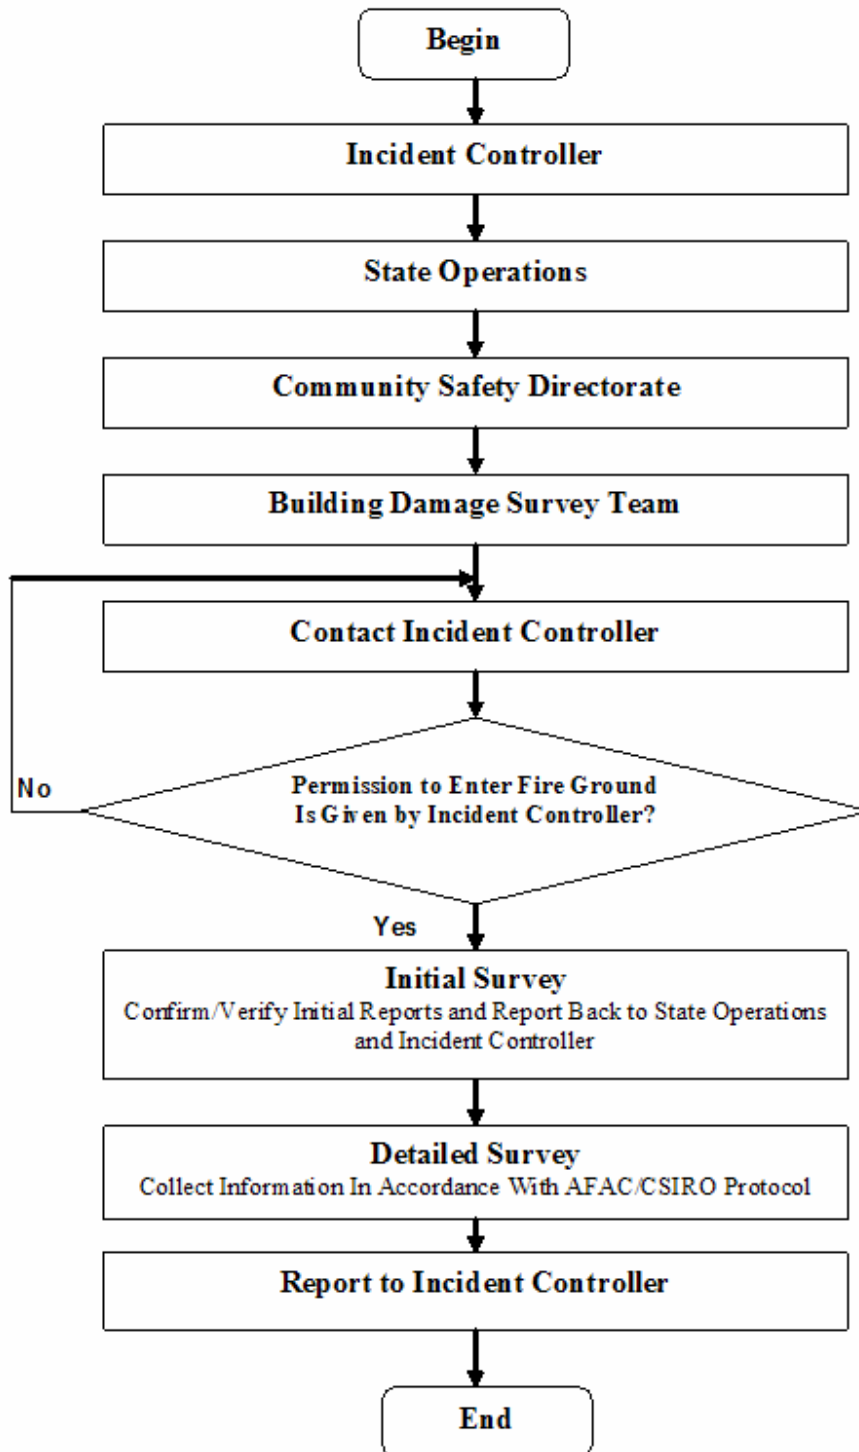 Begin
Incident Controller
State Operations
Community Safety Directorate
Building Damage Survey Team
Contact Incident Controller
Permission to Enter Fire Ground
Is Given by Incident Controller?
No
Yes
Initial Survey
Confirm/Verify Initial Reports and Report Back to State Operations
and Incident Controller
Detailed Survey
Collect Information In Accordance With AFAC/CSIRO Protocol
Report to Incident Controller
End